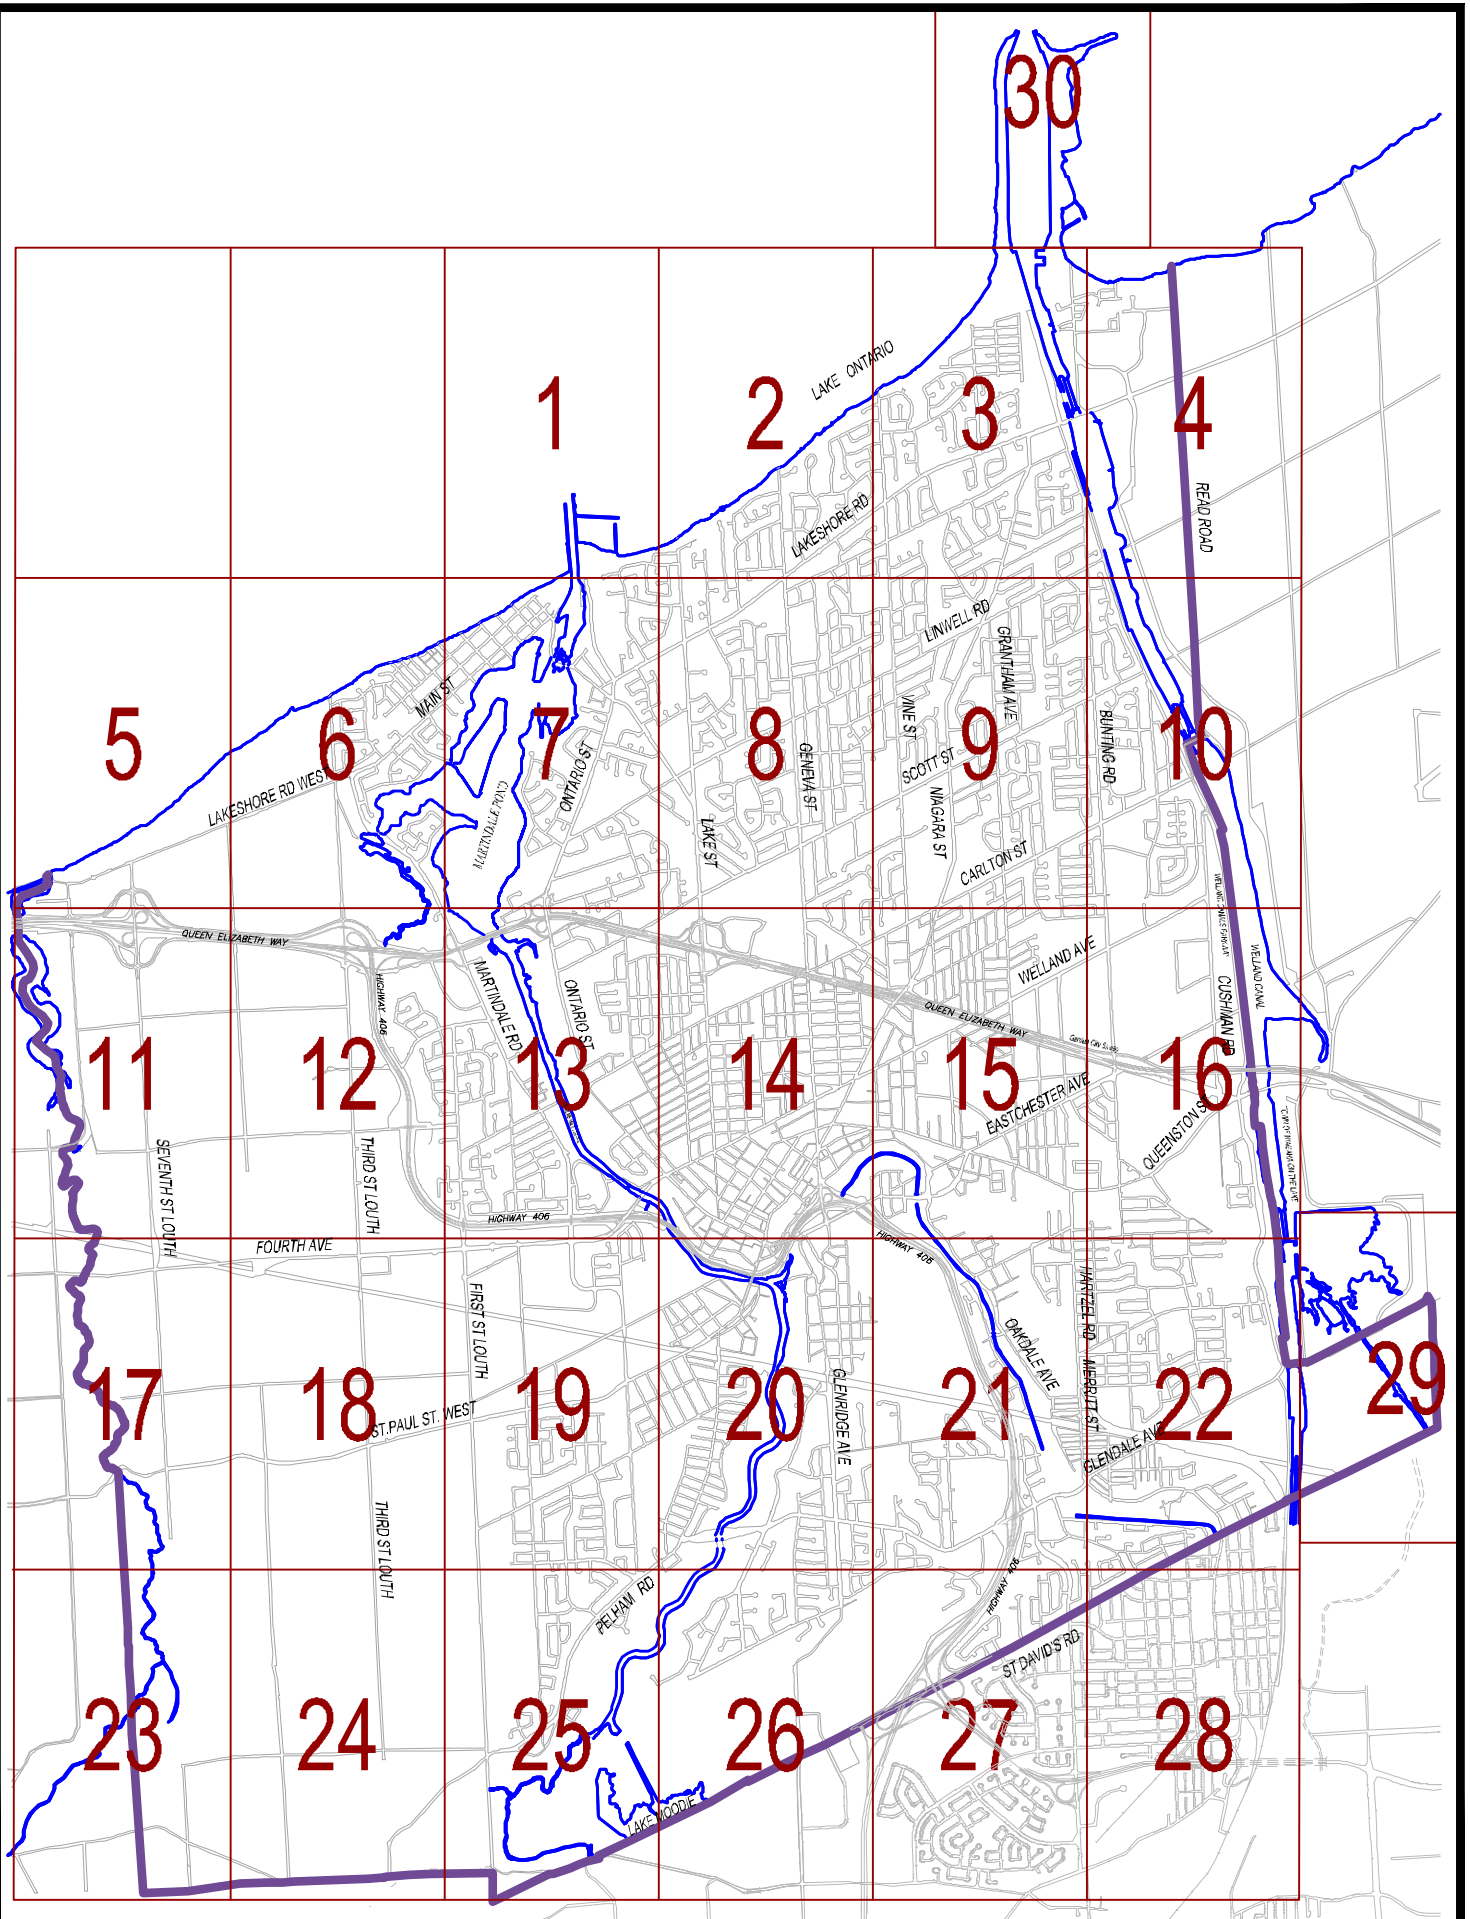 30
LAKE ONTARIO
1
2
3
4
READ ROAD
LAKESHORE RD
LINWELL RD
GRANTHAM AVE
MAIN ST
VINE ST
BUNTING RD
5
6
7
8
9
10
SCOTT ST
GENEVA ST
ONTARIO ST
LAKESHORE RD WEST
MARTINDALE POND
LAKE ST
NIAGARA ST
CARLTON ST
WELLAND CANALS PARKWAY
QUEEN ELIZABETH WAY
WELLAND AVE
WELLAND CANAL
HIGHWAY 406
MARTINDALE RD
ONTARIO ST
QUEEN ELIZABETH WAY
CUSHMAN RD
11
12
13
14
15
16
EASTCHESTER AVE
QUEENSTON ST
SEVENTH ST LOUTH
THIRD ST LOUTH
HIGHWAY 406
FOURTH AVE
HIGHWAY 406
FIRST ST LOUTH
HARTZEL RD
OAKDALE AVE
MERRITT ST
GLENRIDGE AVE
17
18
19
20
21
22
29
ST.PAUL ST. WEST
GLENDALE AVE
THIRD ST LOUTH
PELHAM RD
HIGHWAY 406
ST DAVID'S RD
23
24
25
26
27
28
LAKE MOODIE